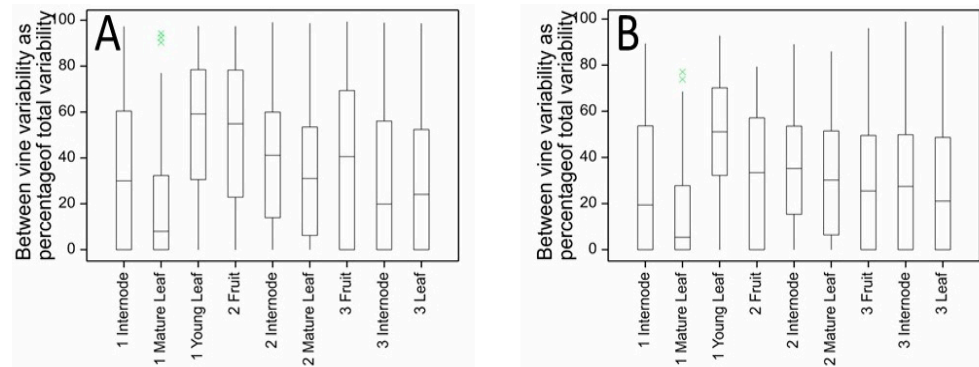 A
Between vine variability as
percentageof total variability
100
80
60
40
20
0
1 Internode
1 Mature Leaf
1 Young Leaf
2 Fruit
2 Internode
2 Mature Leaf
3 Fruit
3 Internode
3 Leaf
B
Between vine variability as
percentageof total variability
100
80
60
40
20
0
1 Internode
1 Mature Leaf
1 Young Leaf
2 Fruit
2 Internode
2 Mature Leaf
3 Fruit
3 Internode
3 Leaf